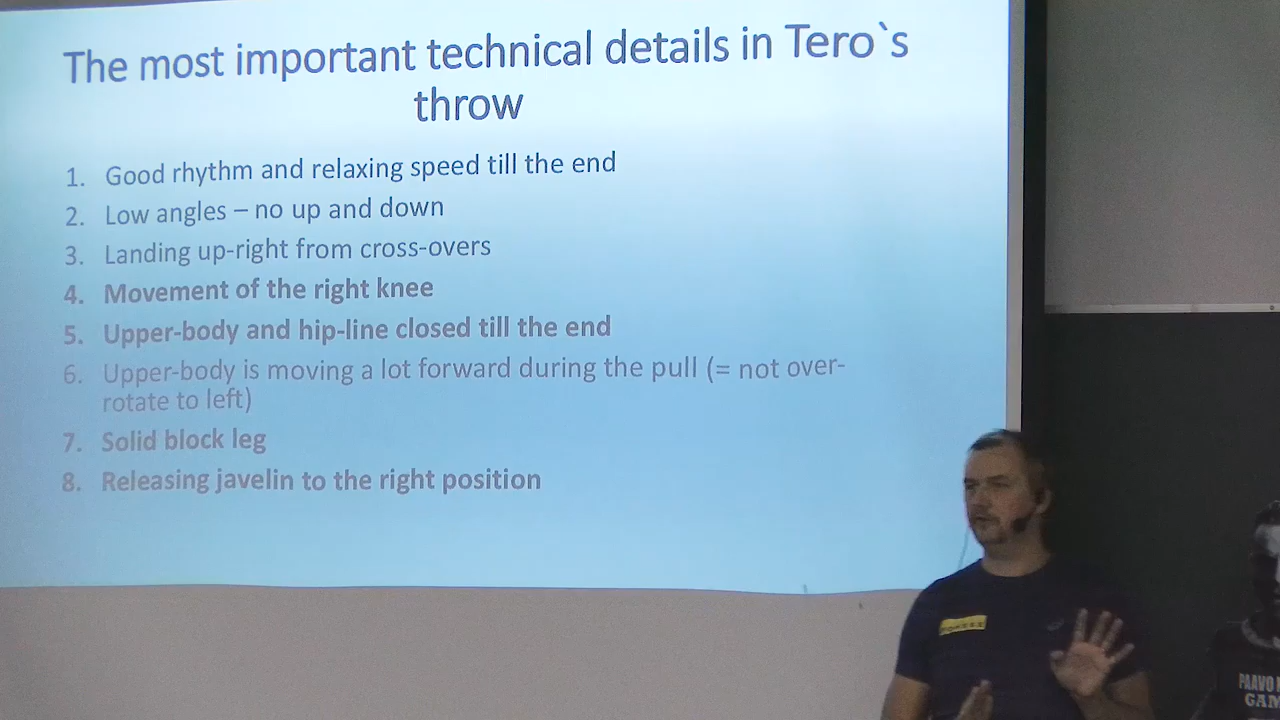 The most important technical details in Tero`s
throw
1. Good rhythm and relaxing speed till the end
2. Low angles – no up and down
3. Landing up-right from cross-overs
4. Movement of the right knee
5. Upper-body and hip-line closed till the end
6. Upper-body is moving a lot forward during the pull (= not over-
rotate to left)
7. Solid block leg
8. Releasing javelin to the right position
PAAVO